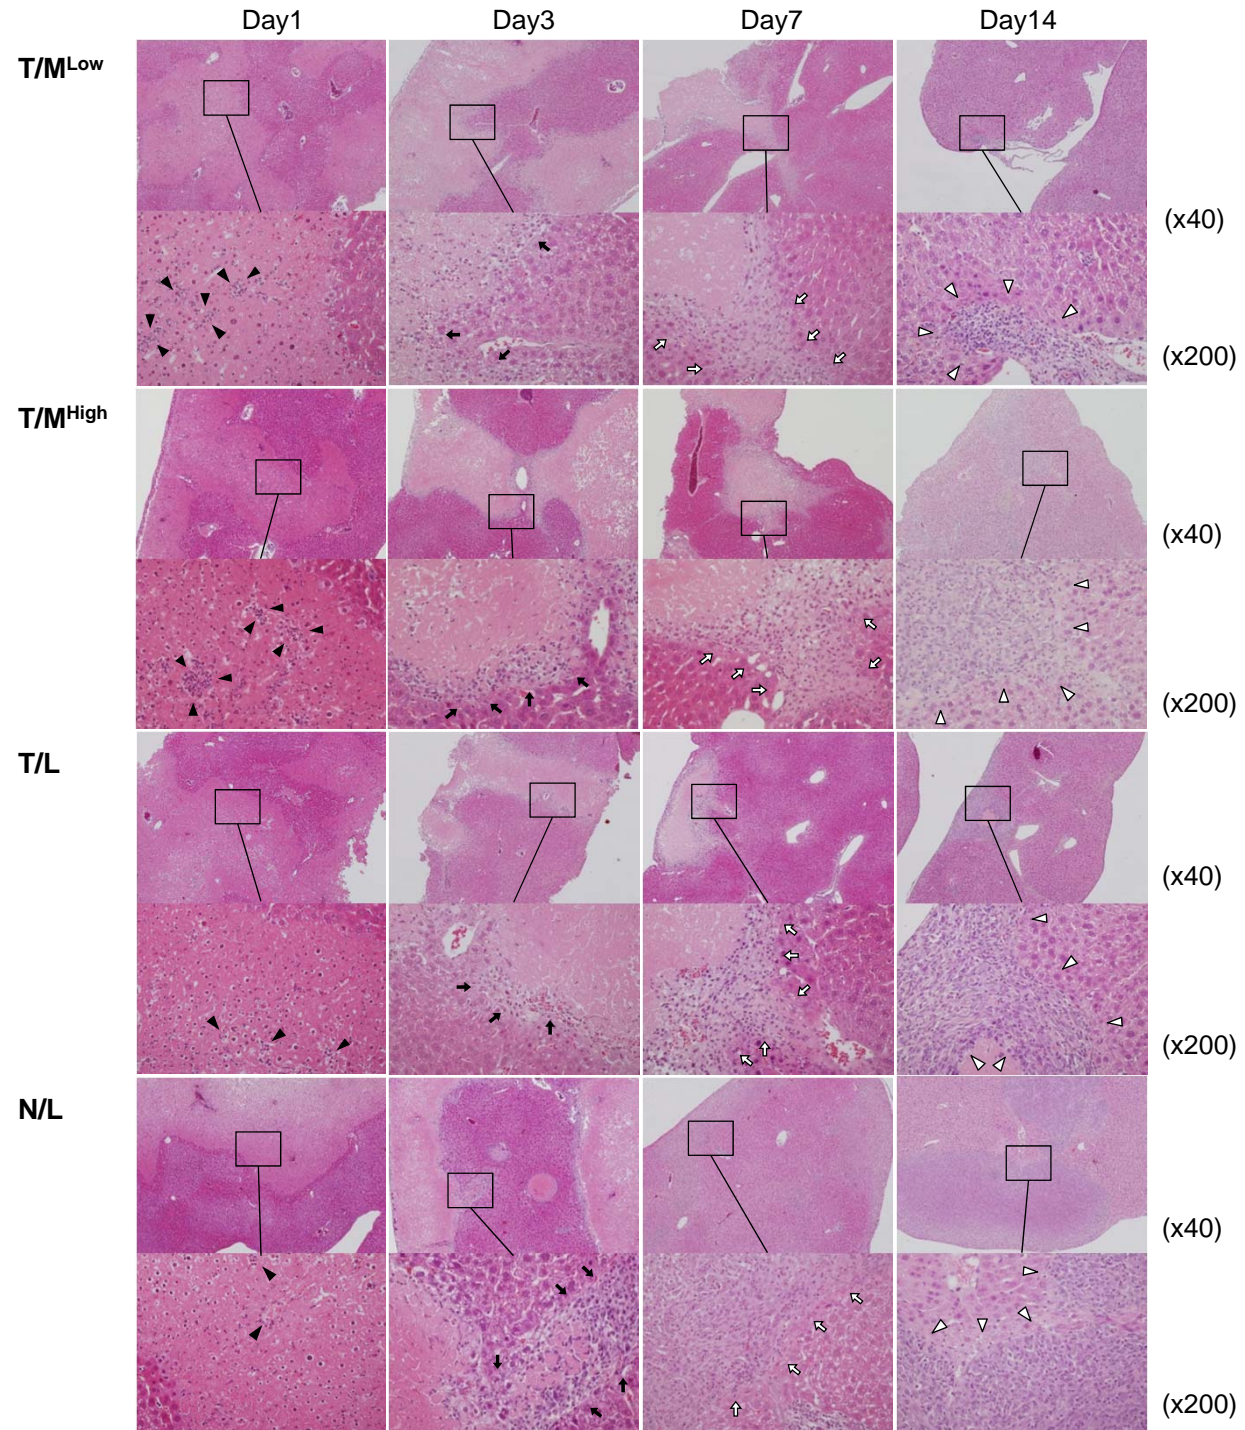 Day1 Day3 Day7 Day14
T/MLow
(x40)
(x200)
T/MHigh
(x40)
(x200)
T/L
(x40)
(x200)
N/L
(x40)
(x200)